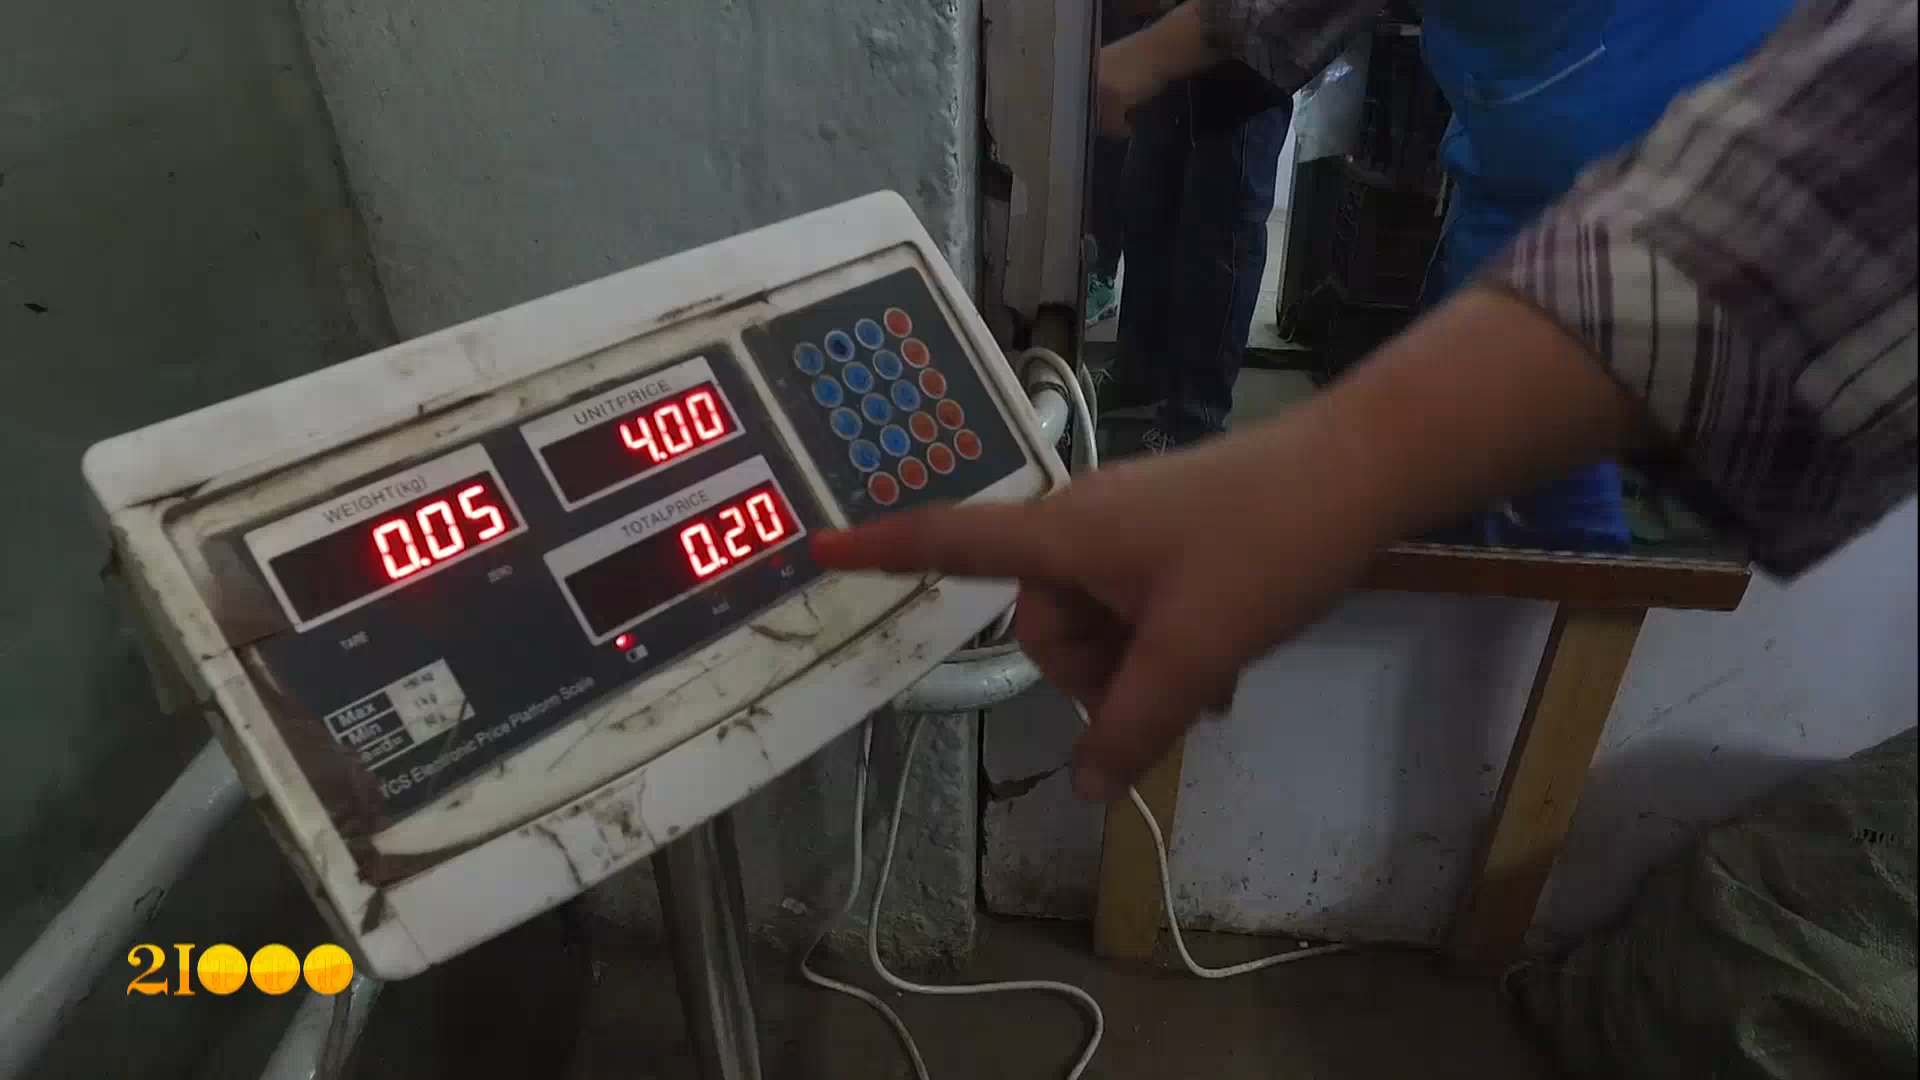 UNITPRICE
4.00
WEIGHT(kg)
0.05
TOTALPRICE
0.20
ZERO
TARE
Max
Min
e=d=
TCS Electronic Price Platform Scale
21000